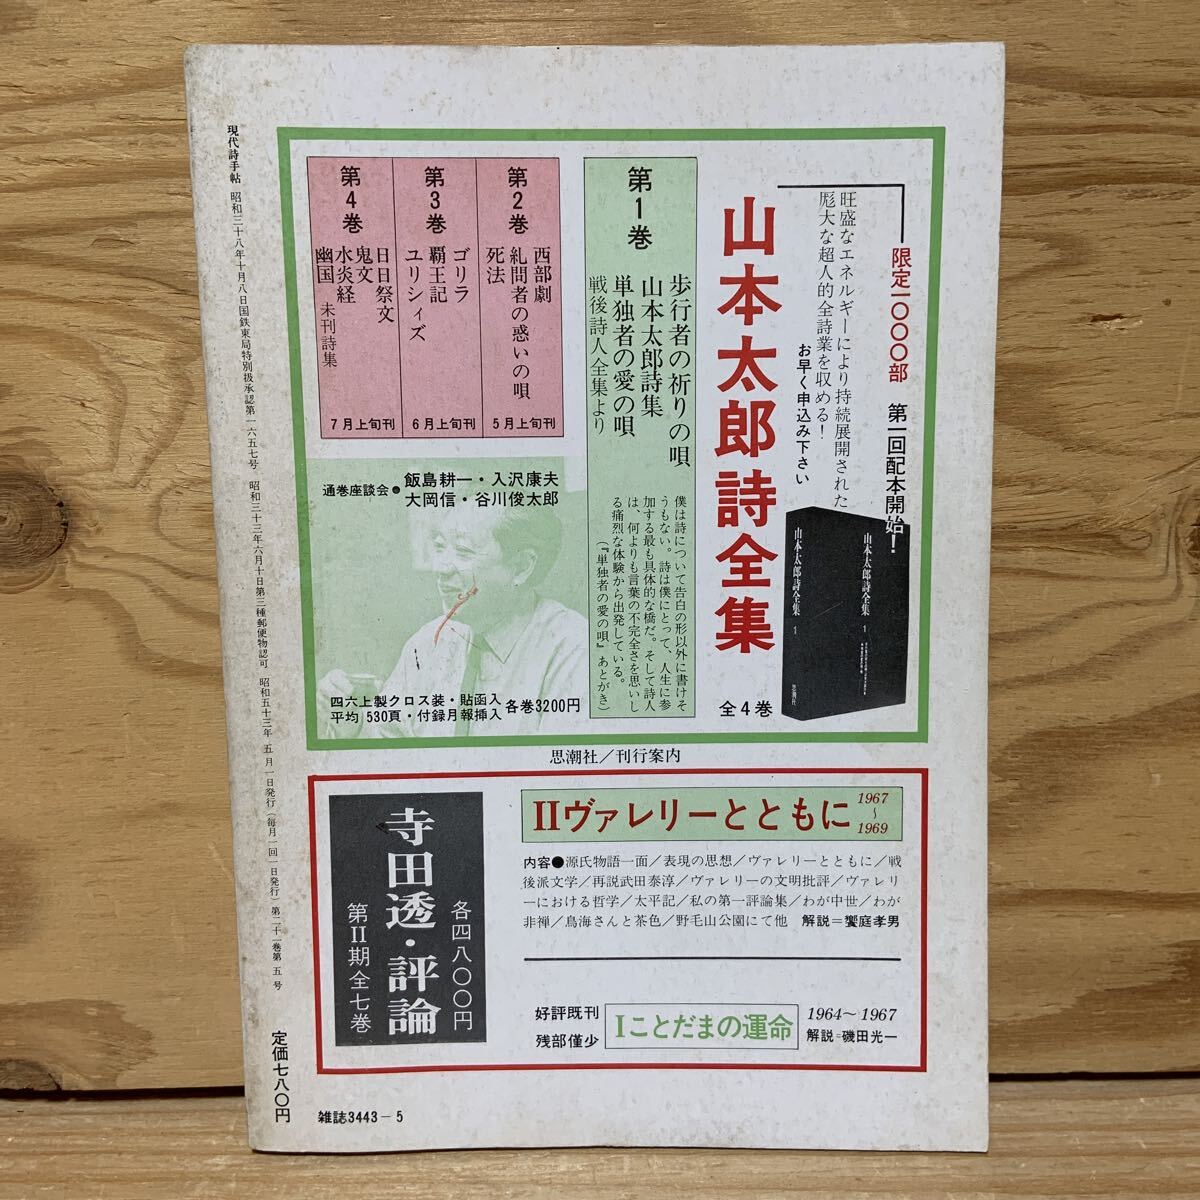 限定一〇〇〇部　第一回配本開始!
旺盛なエネルギーにより持続展開された
厖大な超人的全詩業を収める!
お早く申込み下さい
山本太郎詩全集
全4巻
山本太郎詩全集 1
思潮社
山本太郎詩全集 1
第1巻
歩行者の祈りの唄
山本太郎詩集
単独者の愛の唄
戦後詩人全集より
僕は詩について告白の形以外に書けそ
うもない。詩は僕にとって、人生に参
加する最も具体的な橋だ。そして詩人
は、何よりも言葉の不完全さを思いし
る痛烈な体験から出発している。
(『単独者の愛の唄』あとがき)
第2巻
西部劇
糺問者の惑いの唄
死法
5月上旬刊
第3巻
ゴリラ
覇王記
ユリシィズ
6月上旬刊
第4巻
日日祭文
鬼文
水炎経
幽国 未刊詩集
7月上旬刊
通巻座談会●飯島耕一・入沢康夫
大岡信・谷川俊太郎
四六上製クロス装・貼函入
平均 530頁・付録月報挿入
各巻3200円
思潮社／刊行案内
IIヴァレリーとともに 1967〜1969
内容●源氏物語一面／表現の思想／ヴァレリーとともに／戦
後派文学／再説武田泰淳／ヴァレリーの文明批評／ヴァレリ
ーにおける哲学／太平記／私の第一評論集／わが中世／わが
非禅／鳥海さんと茶色／野毛山公園にて他　解説＝饗庭孝男
好評既刊
残部僅少
Iことだまの運命
1964〜1967
解説＝磯田光一
各四八〇〇円
寺田透・評論
第II期全七巻
現代詩手帖　昭和三十八年十月八日国鉄東局特別扱承認第一六五七号　昭和三十三年六月十日第三種郵便物認可　昭和五十三年 五月一日発行(毎月一回一日発行)第二十一巻第五号
定価七八〇円
雑誌3443－5